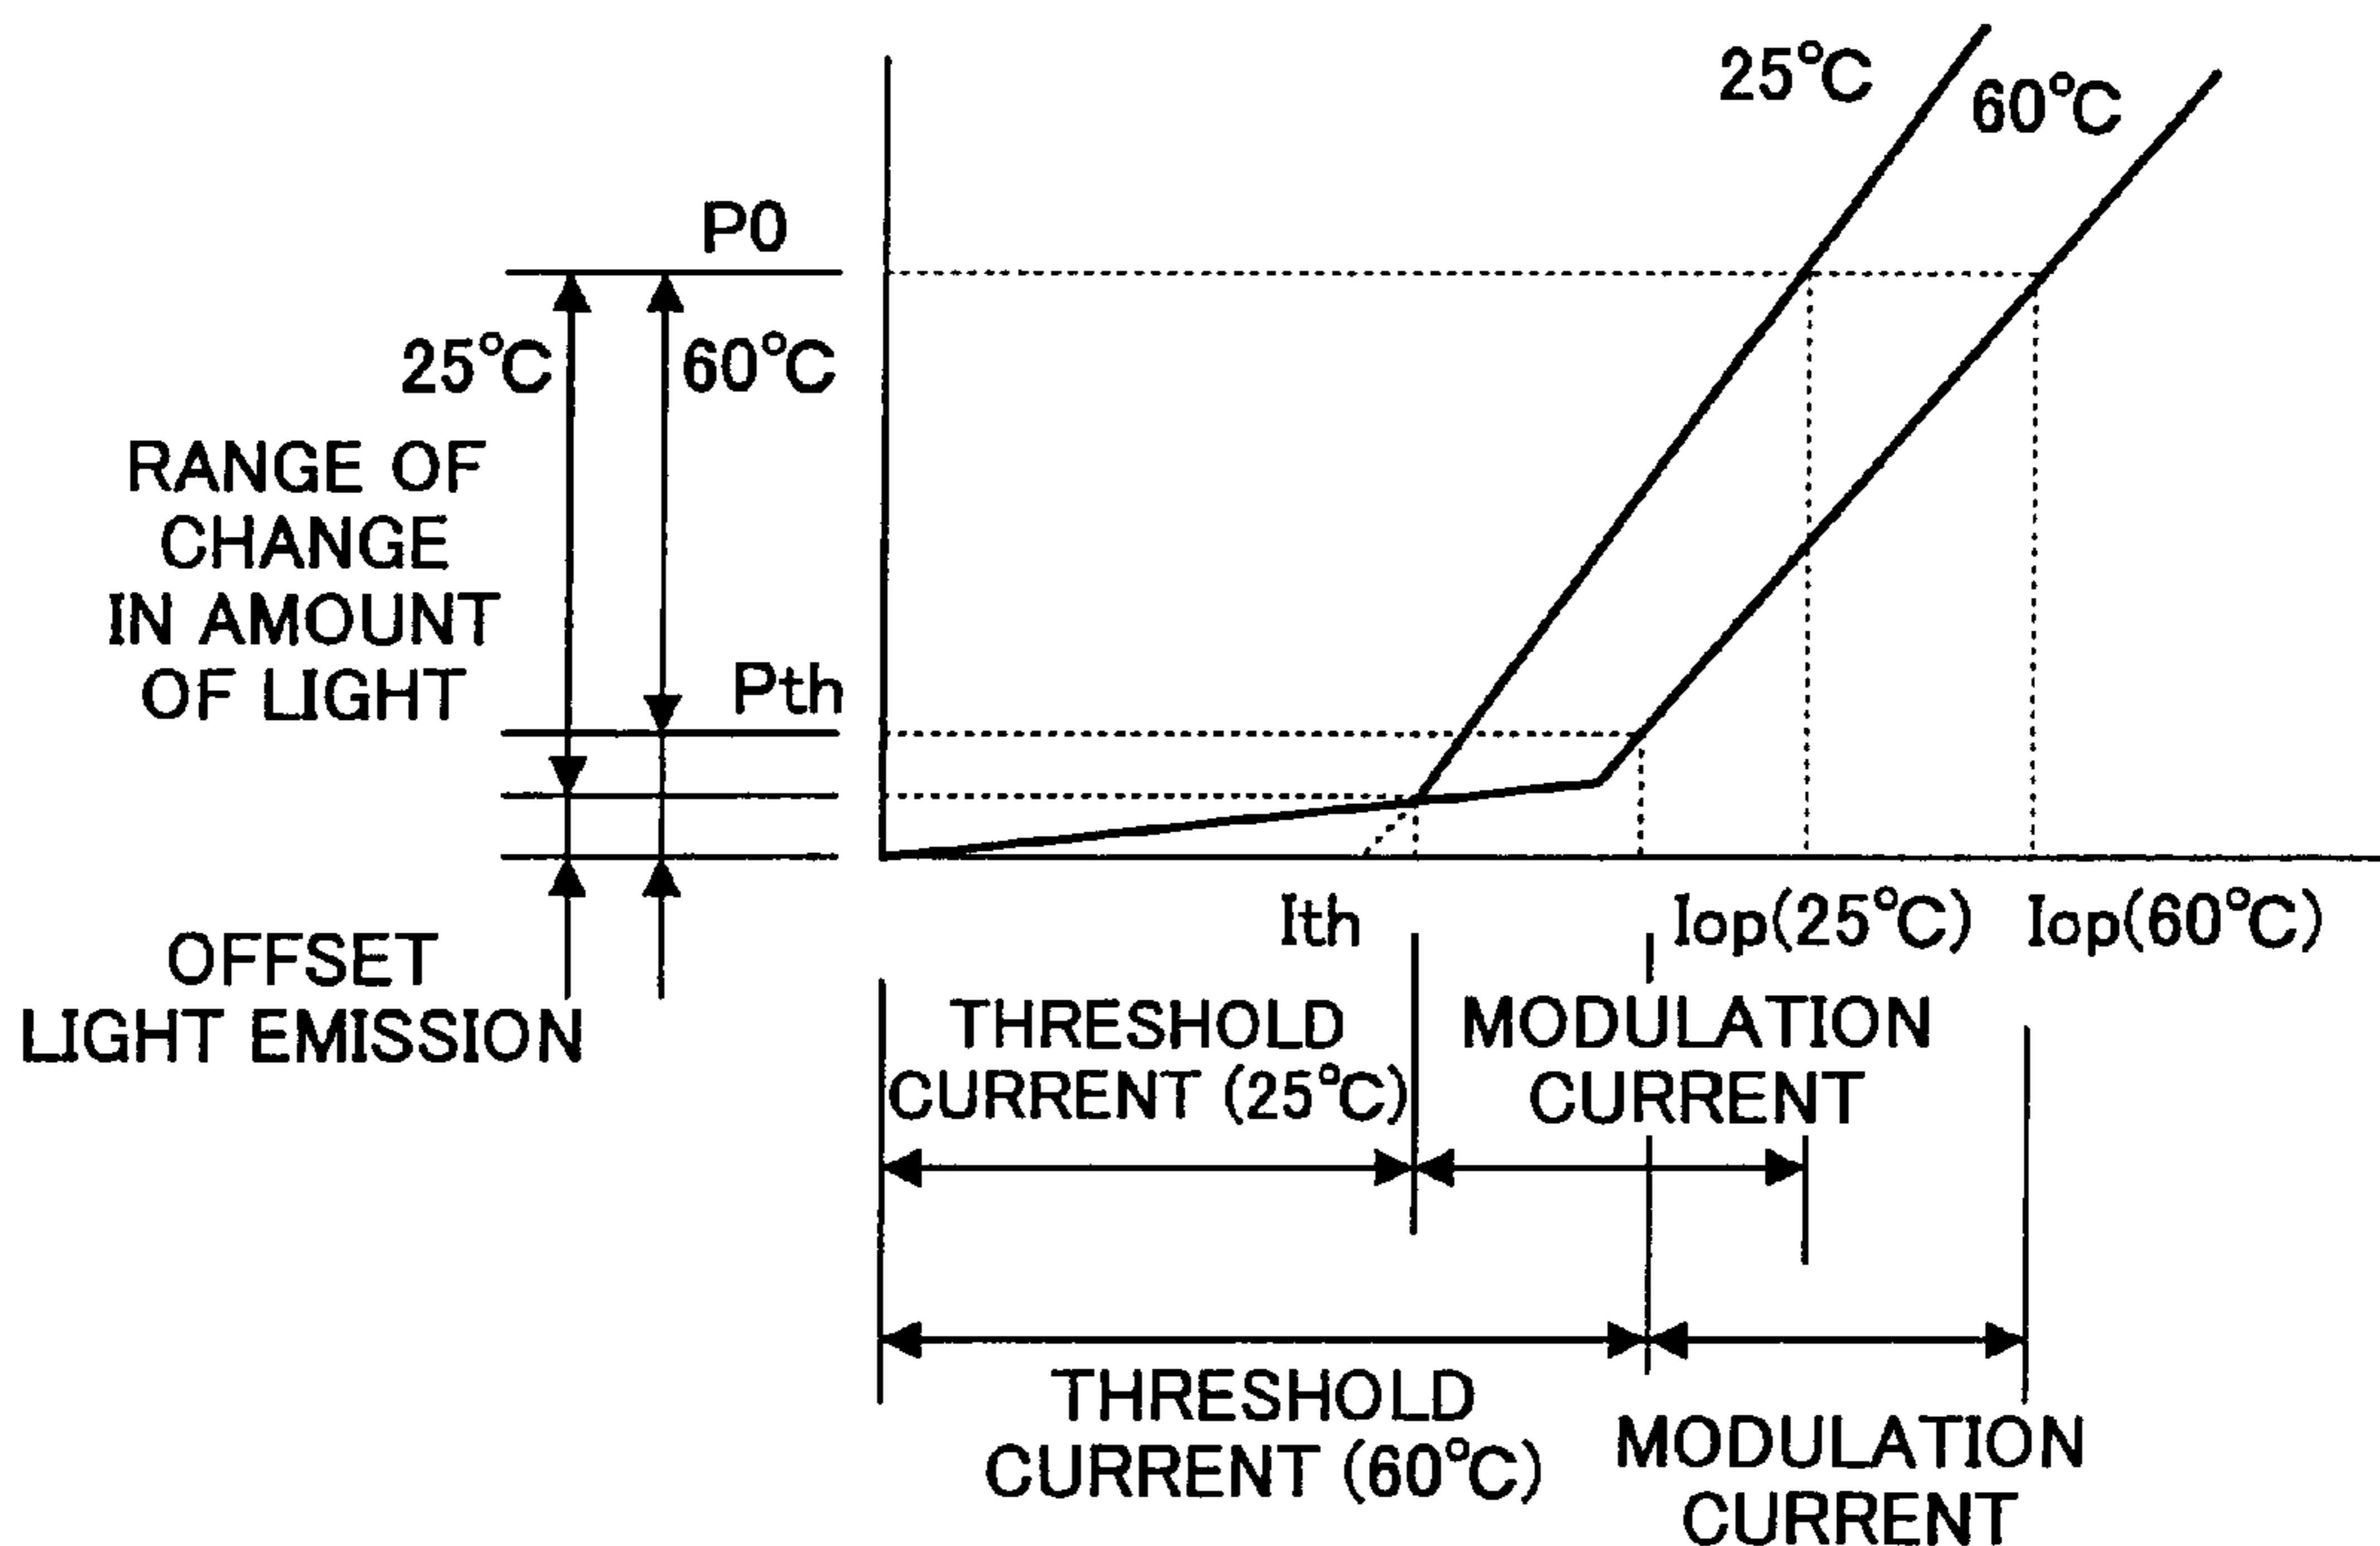 25℃
60℃
P0
25℃
60℃
RANGE OF
CHANGE
IN AMOUNT
OF LIGHT
Pth
Ith
Iop(25℃)
Iop(60℃)
OFFSET
LIGHT EMISSION
THRESHOLD
CURRENT (25℃)
MODULATION
CURRENT
THRESHOLD
CURRENT (60℃)
MODULATION
CURRENT